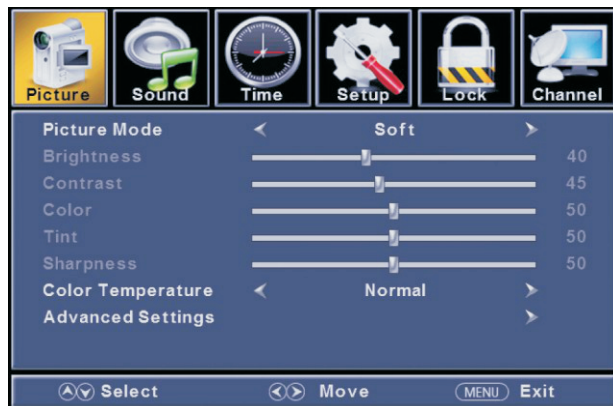 Picture Sound Time Setup Lock Channel
Picture Mode Soft
Brightness 40
Contrast 45
Color 50
Tint 50
Sharpness 50
Color Temperature Normal
Advanced Settings
Select Move MENU Exit